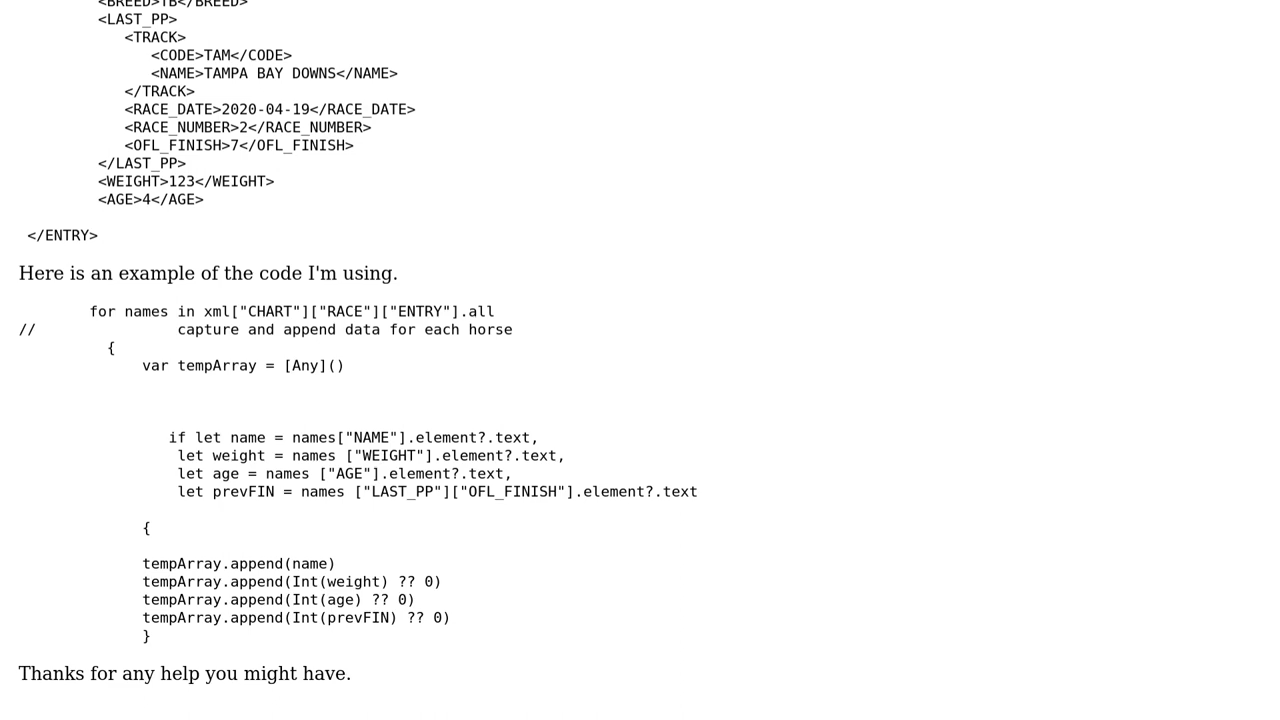 <BREED>TB</BREED>
<LAST_PP>
<TRACK>
<CODE>TAM</CODE>
<NAME>TAMPA BAY DOWNS</NAME>
</TRACK>
<RACE_DATE>2020-04-19</RACE_DATE>
<RACE_NUMBER>2</RACE_NUMBER>
<OFL_FINISH>7</OFL_FINISH>
</LAST_PP>
<WEIGHT>123</WEIGHT>
<AGE>4</AGE>
</ENTRY>
Here is an example of the code I'm using.
for names in xml["CHART"]["RACE"]["ENTRY"].all
// capture and append data for each horse
{
var tempArray = [Any]()
if let name = names["NAME"].element?.text,
let weight = names ["WEIGHT"].element?.text,
let age = names ["AGE"].element?.text,
let prevFIN = names ["LAST_PP"]["OFL_FINISH"].element?.text
{
tempArray.append(name)
tempArray.append(Int(weight) ?? 0)
tempArray.append(Int(age) ?? 0)
tempArray.append(Int(prevFIN) ?? 0)
}
Thanks for any help you might have.